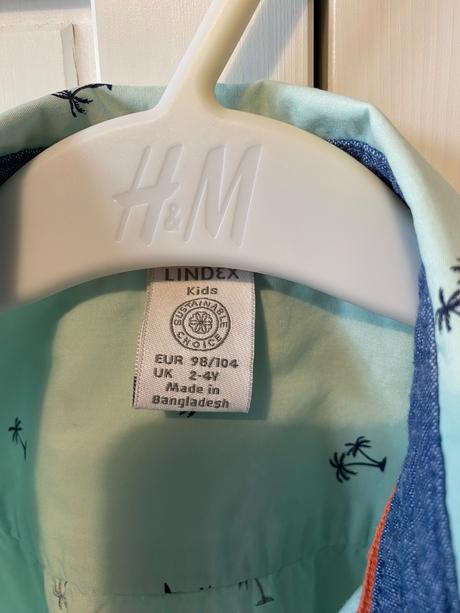 H&M
LINDEX
Kids
SUSTAINABLE
CHOICE
EUR 98/104
UK 2-4Y
Made in
Bangladesh